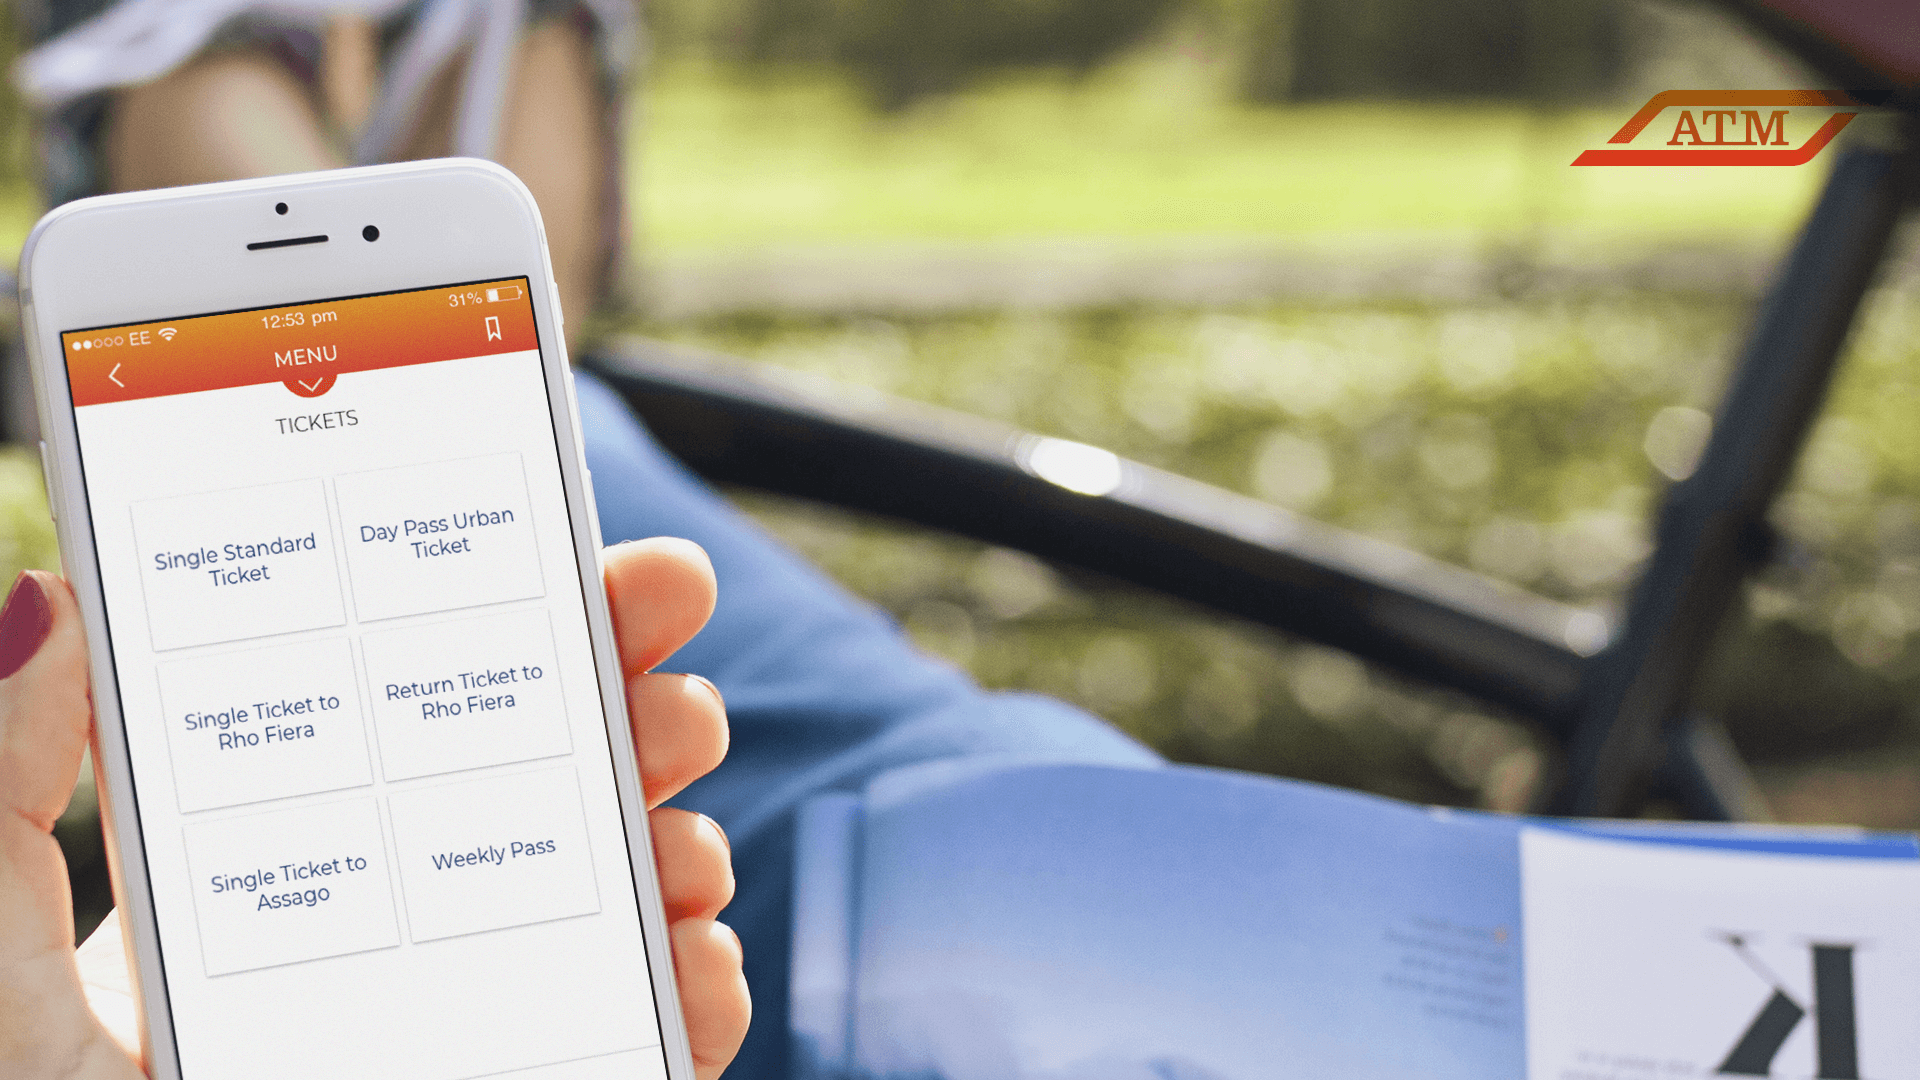 ATM
EE
12:53 pm
31%
MENU
TICKETS
Single Standard
Ticket
Day Pass Urban
Ticket
Single Ticket to
Rho Fiera
Return Ticket to
Rho Fiera
Single Ticket to
Assago
Weekly Pass
K